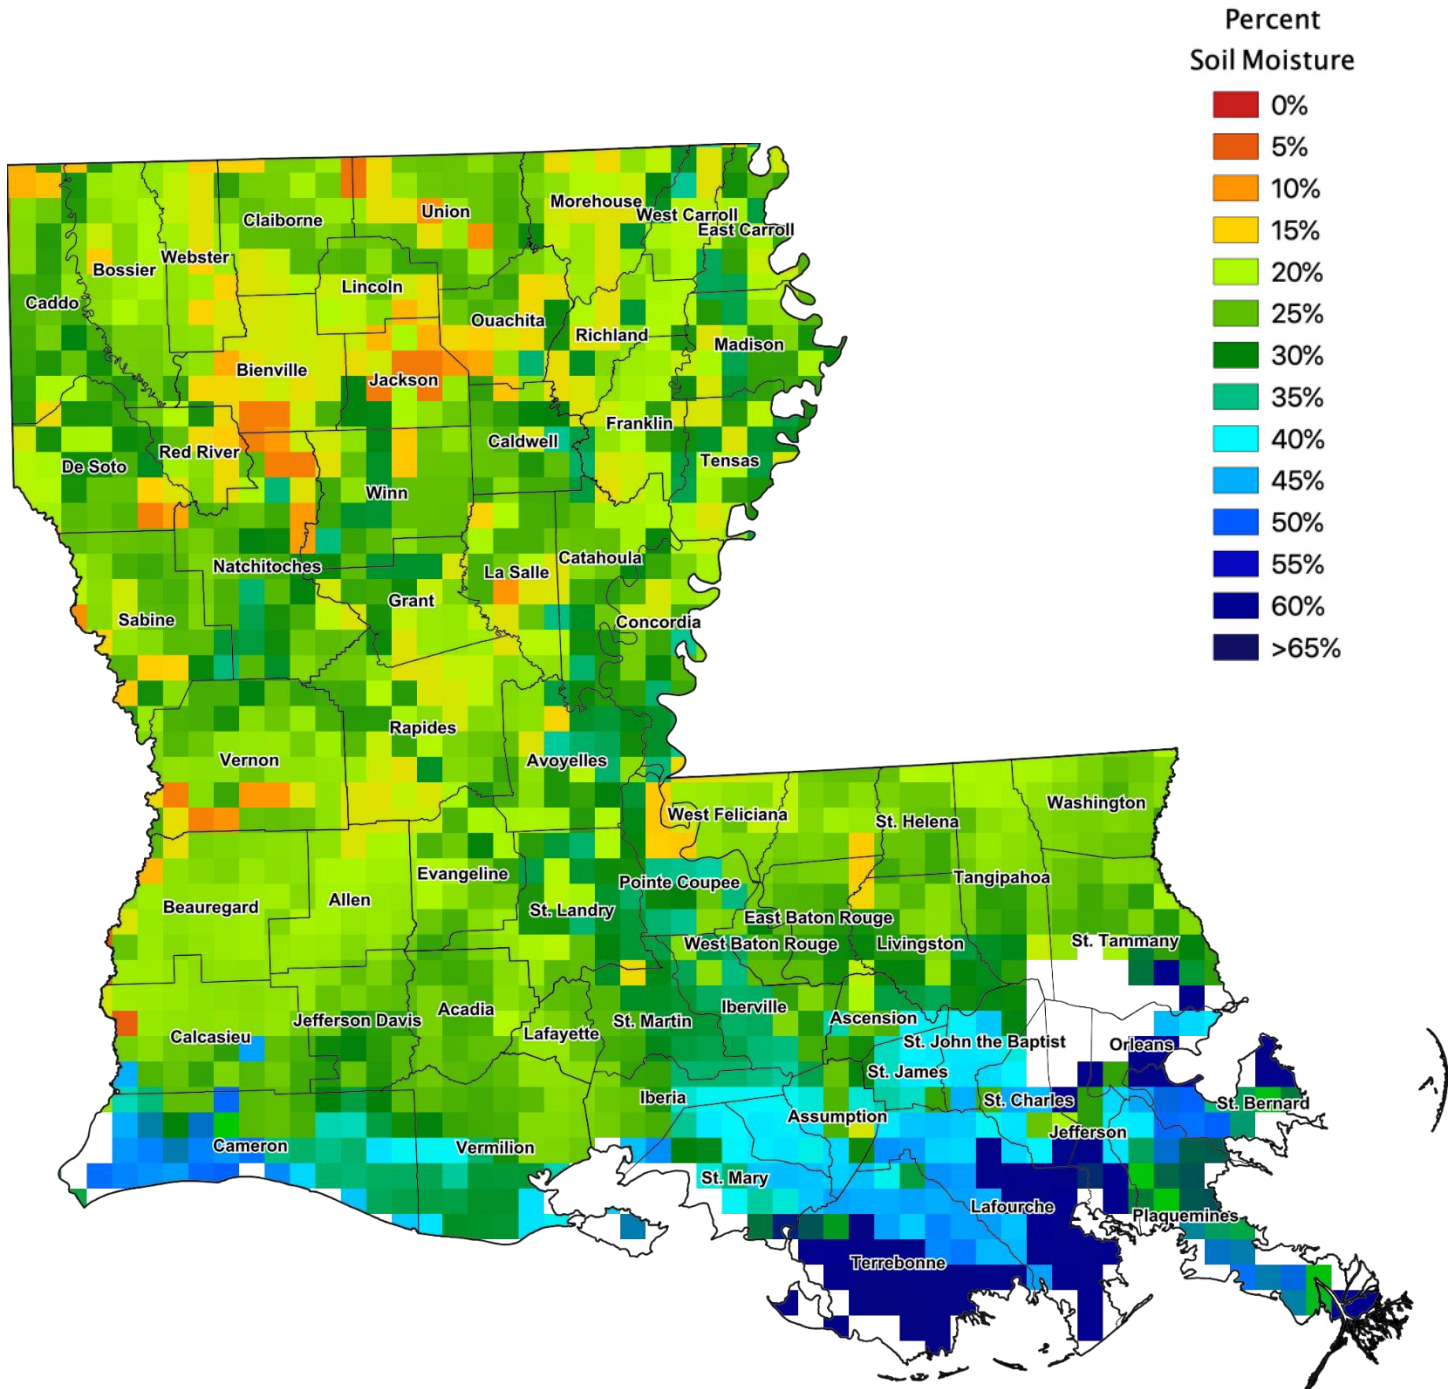 Percent
Soil Moisture
0%
5%
10%
15%
20%
25%
30%
35%
40%
45%
50%
55%
60%
>65%
Claiborne
Union
Morehouse
West Carroll
East Carroll
Webster
Bossier
Lincoln
Caddo
Ouachita
Richland
Madison
Bienville
Jackson
Franklin
Caldwell
Red River
De Soto
Tensas
Winn
Natchitoches
Catahoula
La Salle
Grant
Sabine
Concordia
Rapides
Vernon
Avoyelles
Washington
West Feliciana
St. Helena
Evangeline
Pointe Coupee
Tangipahoa
Allen
Beauregard
St. Landry
East Baton Rouge
West Baton Rouge
Livingston
St. Tammany
Iberville
Acadia
Jefferson Davis
St. Martin
Ascension
Lafayette
Calcasieu
St. John the Baptist
Orleans
St. James
Iberia
St. Charles
St. Bernard
Assumption
Jefferson
Cameron
Vermilion
St. Mary
Lafourche
Plaquemines
Terrebonne